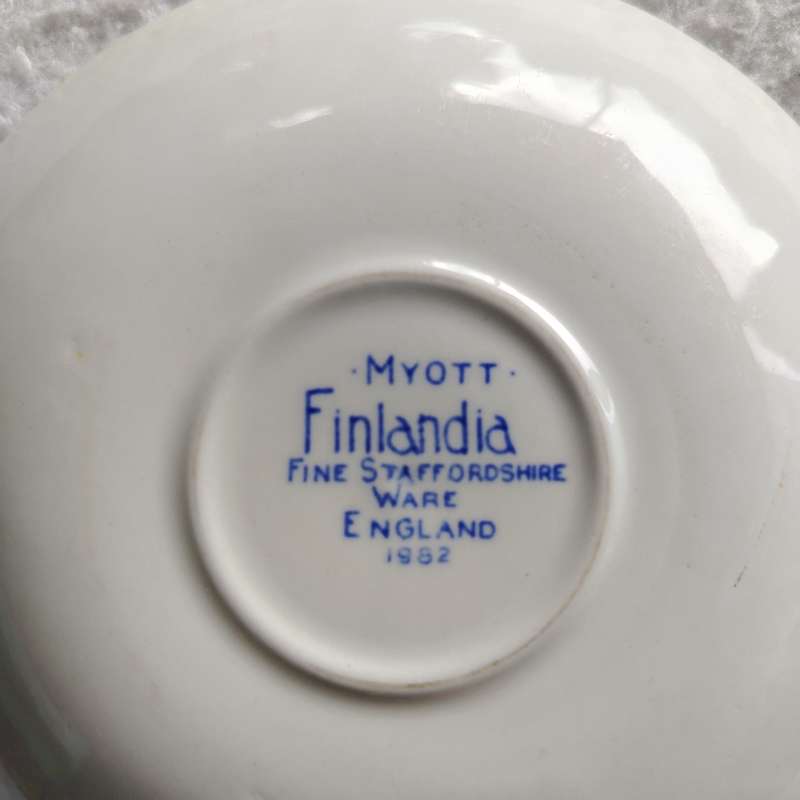 · MYOTT ·
Finlandia
FINE STAFFORDSHIRE
WARE
ENGLAND
1982